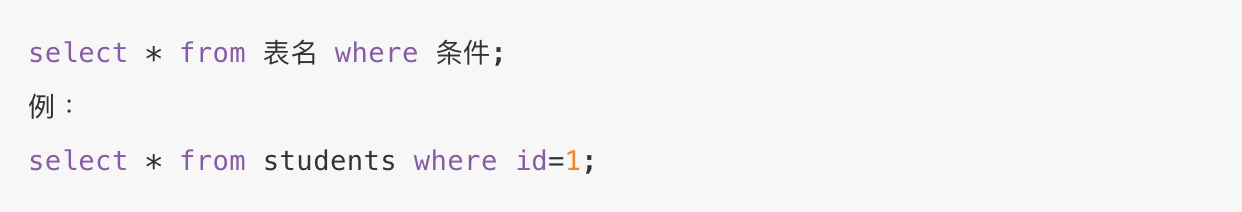 select * from 表名 where 条件;
例：
select * from students where id=1;